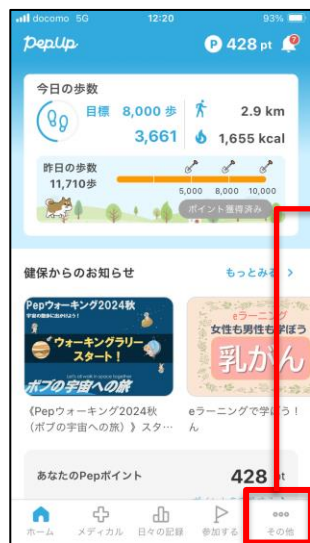 docomo 5G 12:20 93%
PepUp P 428 pt 7
今日の歩数
目標 8,000 歩 2.9 km
3,661 1,655 kcal
昨日の歩数
11,710歩
5,000 8,000 10,000
ポイント獲得済み
健保からのお知らせ もっとみる >
Pepウォーキング2024秋
ウォーキングラリー
スタート！
ボブの宇宙への旅
eラーニング
女性も男性も学ぼう
乳がん
《Pepウォーキング2024秋
（ボブの宇宙への旅）》スタ…
eラーニングで学ぼう！
ん
あなたのPepポイント 428 pt
ホーム メディカル 日々の記録 参加する その他